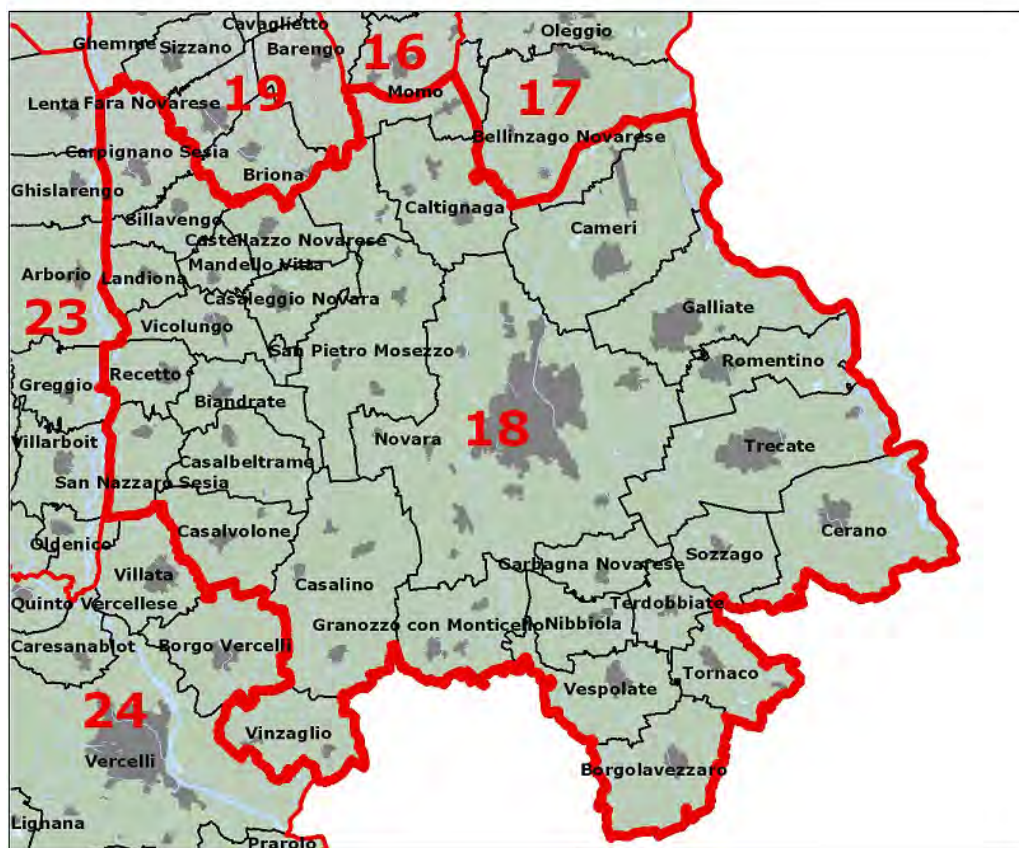 Cavaglietto
Oleggio
Ghemme
Sizzano
Barengo
16
Momo
17
19
Lenta
Fara Novarese
Bellinzago Novarese
Carpignano Sesia
Briona
Ghislarengo
Caltignaga
Sillavengo
Cameri
Castellazzo Novarese
Mandello Vitta
Arborio
Landiona
Casaleggio Novara
Galliate
23
Vicolungo
San Pietro Mosezzo
Romentino
Greggio
Recetto
Biandrate
Villarboit
Novara
18
Trecate
Casalbeltrame
San Nazzaro Sesia
Oldenico
Casalvolone
Cerano
Sozzago
Garbagna Novarese
Villata
Casalino
Quinto Vercellese
Terdobbiate
Granozzo con Monticello
Nibbiola
Caresanablot
Borgo Vercelli
Tornaco
Vespolate
24
Vinzaglio
Vercelli
Borgolavezzaro
Lignana
Prarolo